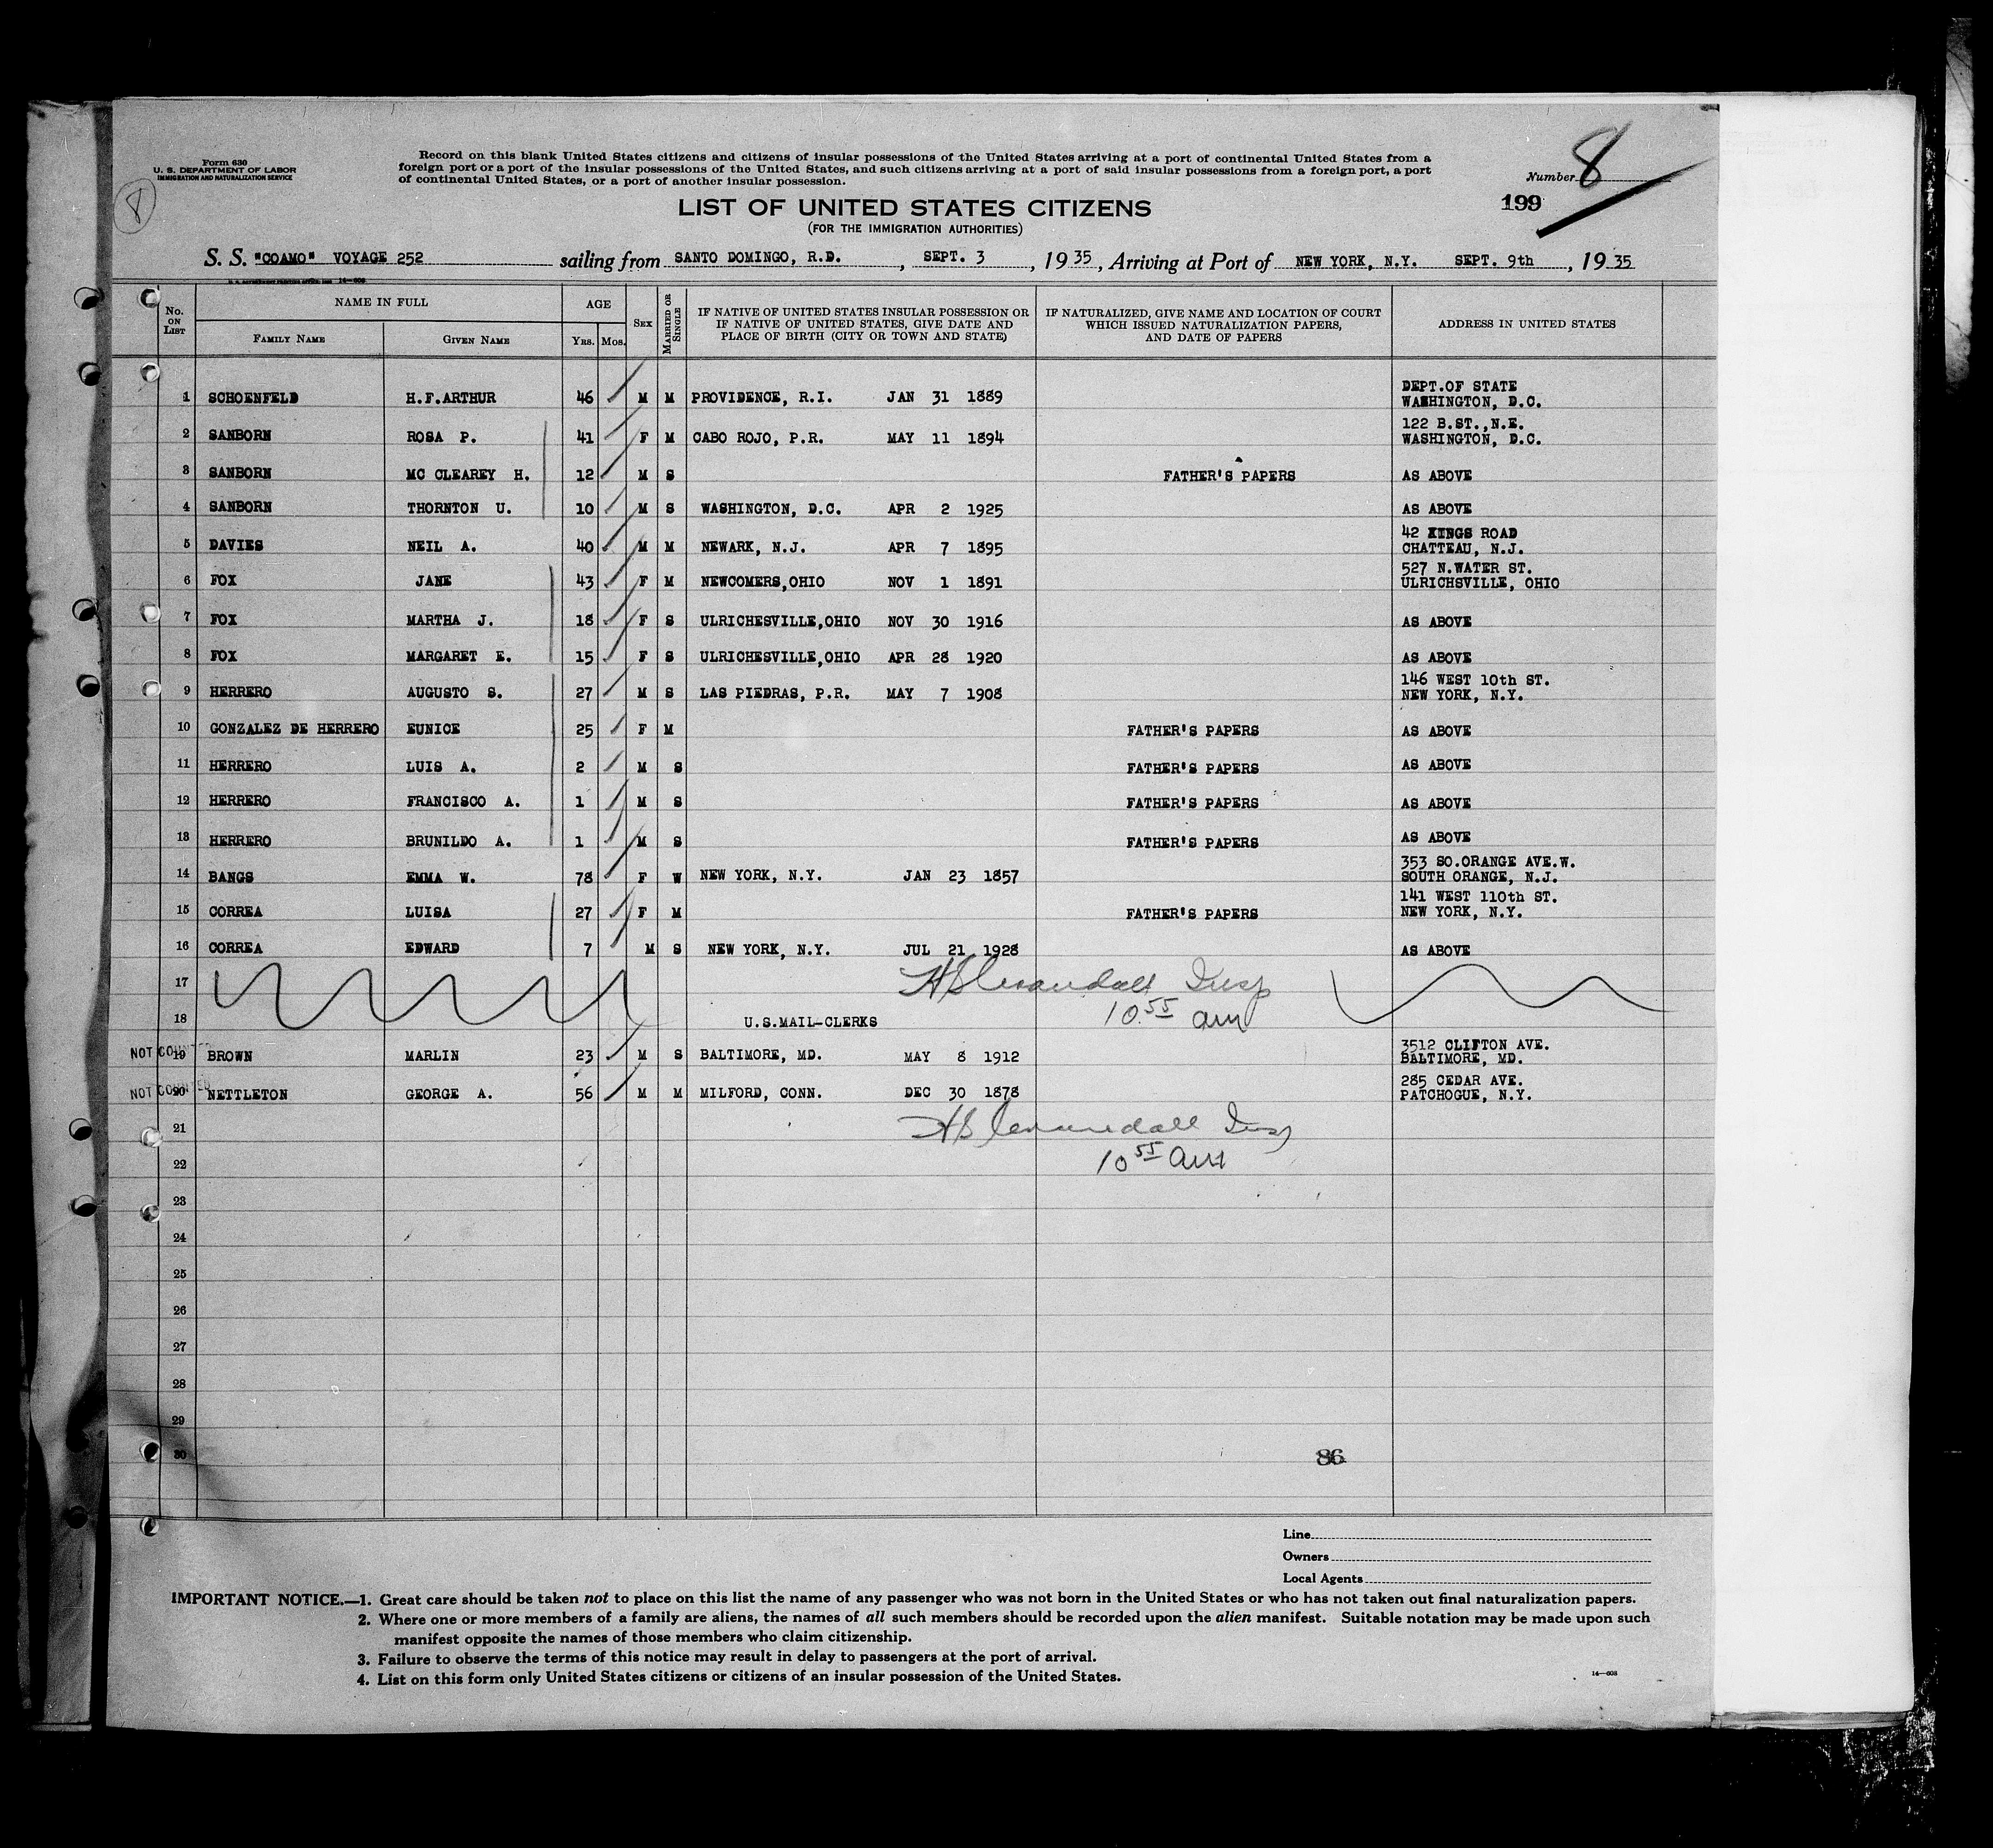 Form 630
U. S. DEPARTMENT OF LABOR
IMMIGRATION AND NATURALIZATION SERVICE
8
Record on this blank United States citizens and citizens of insular possessions of the United States arriving at a port of continental United States from a
foreign port or a port of the insular possessions of the United States, and such citizens arriving at a port of said insular possessions from a foreign port, a port
of continental United States, or a port of another insular possession.
Number 8
199
LIST OF UNITED STATES CITIZENS
(FOR THE IMMIGRATION AUTHORITIES)
S. S. "COAMO" VOYAGE 252 sailing from SANTO DOMINGO, R.D. , SEPT. 3 , 1935, Arriving at Port of NEW YORK, N.Y. SEPT. 9th , 1935
No. ON LIST
NAME IN FULL
FAMILY NAME
GIVEN NAME
AGE
YRS. MOS.
SEX
MARRIED OR SINGLE
IF NATIVE OF UNITED STATES INSULAR POSSESSION OR
IF NATIVE OF UNITED STATES, GIVE DATE AND
PLACE OF BIRTH (CITY OR TOWN AND STATE)
IF NATURALIZED, GIVE NAME AND LOCATION OF COURT
WHICH ISSUED NATURALIZATION PAPERS,
AND DATE OF PAPERS
ADDRESS IN UNITED STATES
1 SCHOENFELD H.F.ARTHUR 46 M M PROVIDENCE, R.I. JAN 31 1889 DEPT.OF STATE
WASHINGTON, D.C.
2 SANBORN ROSA P. 41 F M CABO ROJO, P.R. MAY 11 1894 122 B.ST.,N.E.
WASHINGTON, D.C.
3 SANBORN MC CLEAREY H. 12 M S FATHER'S PAPERS AS ABOVE
4 SANBORN THORNTON U. 10 M S WASHINGTON, D.C. APR 2 1925 AS ABOVE
5 DAVIES NEIL A. 40 M M NEWARK, N.J. APR 7 1895 42 KINGS ROAD
CHATTEAU, N.J.
6 FOX JANE 43 F M NEWCOMERS,OHIO NOV 1 1891 527 N.WATER ST.
ULRICHSVILLE, OHIO
7 FOX MARTHA J. 18 F S ULRICHESVILLE,OHIO NOV 30 1916 AS ABOVE
8 FOX MARGARET E. 15 F S ULRICHESVILLE,OHIO APR 28 1920 AS ABOVE
9 HERRERO AUGUSTO S. 27 M S LAS PIEDRAS, P.R. MAY 7 1908 146 WEST 10th ST.
NEW YORK, N.Y.
10 GONZALEZ DE HERRERO EUNICE 25 F M FATHER'S PAPERS AS ABOVE
11 HERRERO LUIS A. 2 M S FATHER'S PAPERS AS ABOVE
12 HERRERO FRANCISCO A. 1 M S FATHER'S PAPERS AS ABOVE
13 HERRERO BRUNILDO A. 1 M S FATHER'S PAPERS AS ABOVE
14 BANGS EMMA W. 78 F W NEW YORK, N.Y. JAN 23 1857 353 SO.ORANGE AVE.W.
SOUTH ORANGE, N.J.
15 CORREA LUISA 27 F M FATHER'S PAPERS 141 WEST 110th ST.
NEW YORK, N.Y.
16 CORREA EDWARD 7 M S NEW YORK, N.Y. JUL 21 1928 AS ABOVE
17 Insp
18 U.S.MAIL-CLERKS 10 55 am
NOT COUNTED 19 BROWN MARLIN 23 M S BALTIMORE, MD. MAY 8 1912 3512 CLIFTON AVE.
BALTIMORE, MD.
NOT COUNTED 20 NETTLETON GEORGE A. 56 M M MILFORD, CONN. DEC 30 1878 285 CEDAR AVE.
PATCHOGUE, N.Y.
21 Insp
22 10 55 am
23
24
25
26
27
28
29
30
86
Line
Owners
Local Agents
IMPORTANT NOTICE.—1. Great care should be taken not to place on this list the name of any passenger who was not born in the United States or who has not taken out final naturalization papers.
2. Where one or more members of a family are aliens, the names of all such members should be recorded upon the alien manifest. Suitable notation may be made upon such
manifest opposite the names of those members who claim citizenship.
3. Failure to observe the terms of this notice may result in delay to passengers at the port of arrival.
4. List on this form only United States citizens or citizens of an insular possession of the United States.
14—608